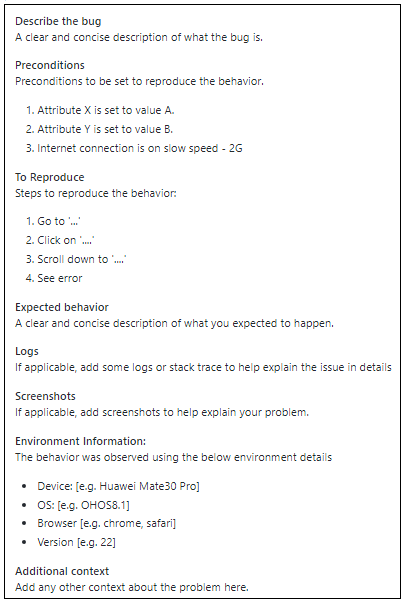 Describe the bug
A clear and concise description of what the bug is.
Preconditions
Preconditions to be set to reproduce the behavior.
1. Attribute X is set to value A.
2. Attribute Y is set to value B.
3. Internet connection is on slow speed - 2G
To Reproduce
Steps to reproduce the behavior:
1. Go to '...'
2. Click on '....'
3. Scroll down to '....'
4. See error
Expected behavior
A clear and concise description of what you expected to happen.
Logs
If applicable, add some logs or stack trace to help explain the issue in details
Screenshots
If applicable, add screenshots to help explain your problem.
Environment Information:
The behavior was observed using the below environment details
• Device: [e.g. Huawei Mate30 Pro]
• OS: [e.g. OHOS8.1]
• Browser [e.g. chrome, safari]
• Version [e.g. 22]
Additional context
Add any other context about the problem here.